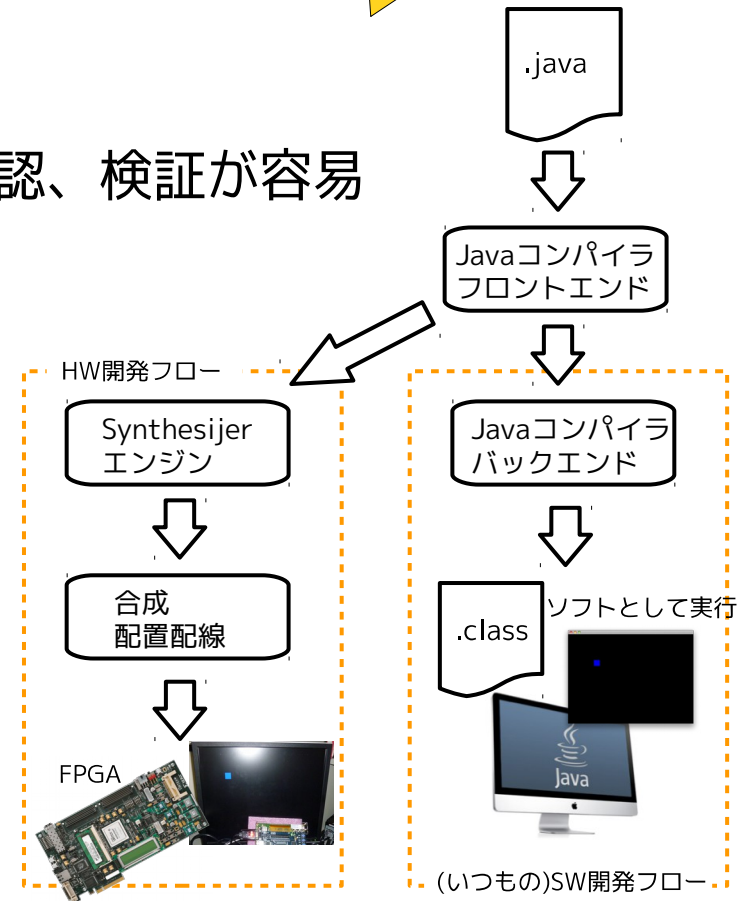 .java
認、検証が容易
Javaコンパイラ
フロントエンド
HW開発フロー
Synthesijer
エンジン
合成
配置配線
FPGA
Javaコンパイラ
バックエンド
.class
ソフトとして実行
Java
(いつもの)SW開発フロー